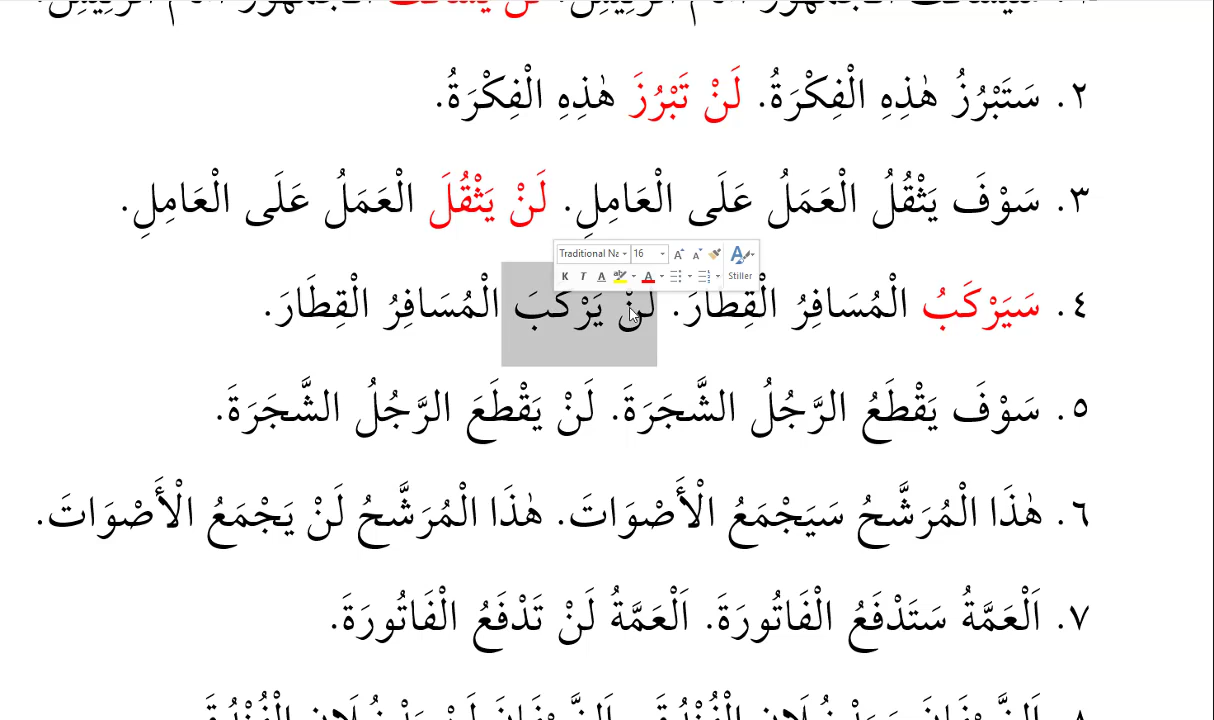 ٢. سَتَبْرُزُ هٰذِهِ الْفِكْرَةُ. لَنْ تَبْرُزَ هٰذِهِ الْفِكْرَةُ.
٣. سَوْفَ يَثْقُلُ الْعَمَلُ عَلَى الْعَامِلِ. لَنْ يَثْقُلَ الْعَمَلُ عَلَى الْعَامِلِ.
Traditional Na 16
K T A Stiller
٤. سَيَرْكَبُ الْمُسَافِرُ الْقِطَارَ. لَنْ يَرْكَبَ الْمُسَافِرُ الْقِطَارَ.
٥. سَوْفَ يَقْطَعُ الرَّجُلُ الشَّجَرَةَ. لَنْ يَقْطَعَ الرَّجُلُ الشَّجَرَةَ.
٦. هٰذَا الْمُرَشَّحُ سَيَجْمَعُ الْأَصْوَاتَ. هٰذَا الْمُرَشَّحُ لَنْ يَجْمَعُ الْأَصْوَاتَ.
٧. اَلْعَمَّةُ سَتَدْفَعُ الْفَاتُورَةَ. اَلْعَمَّةُ لَنْ تَدْفَعُ الْفَاتُورَةَ.